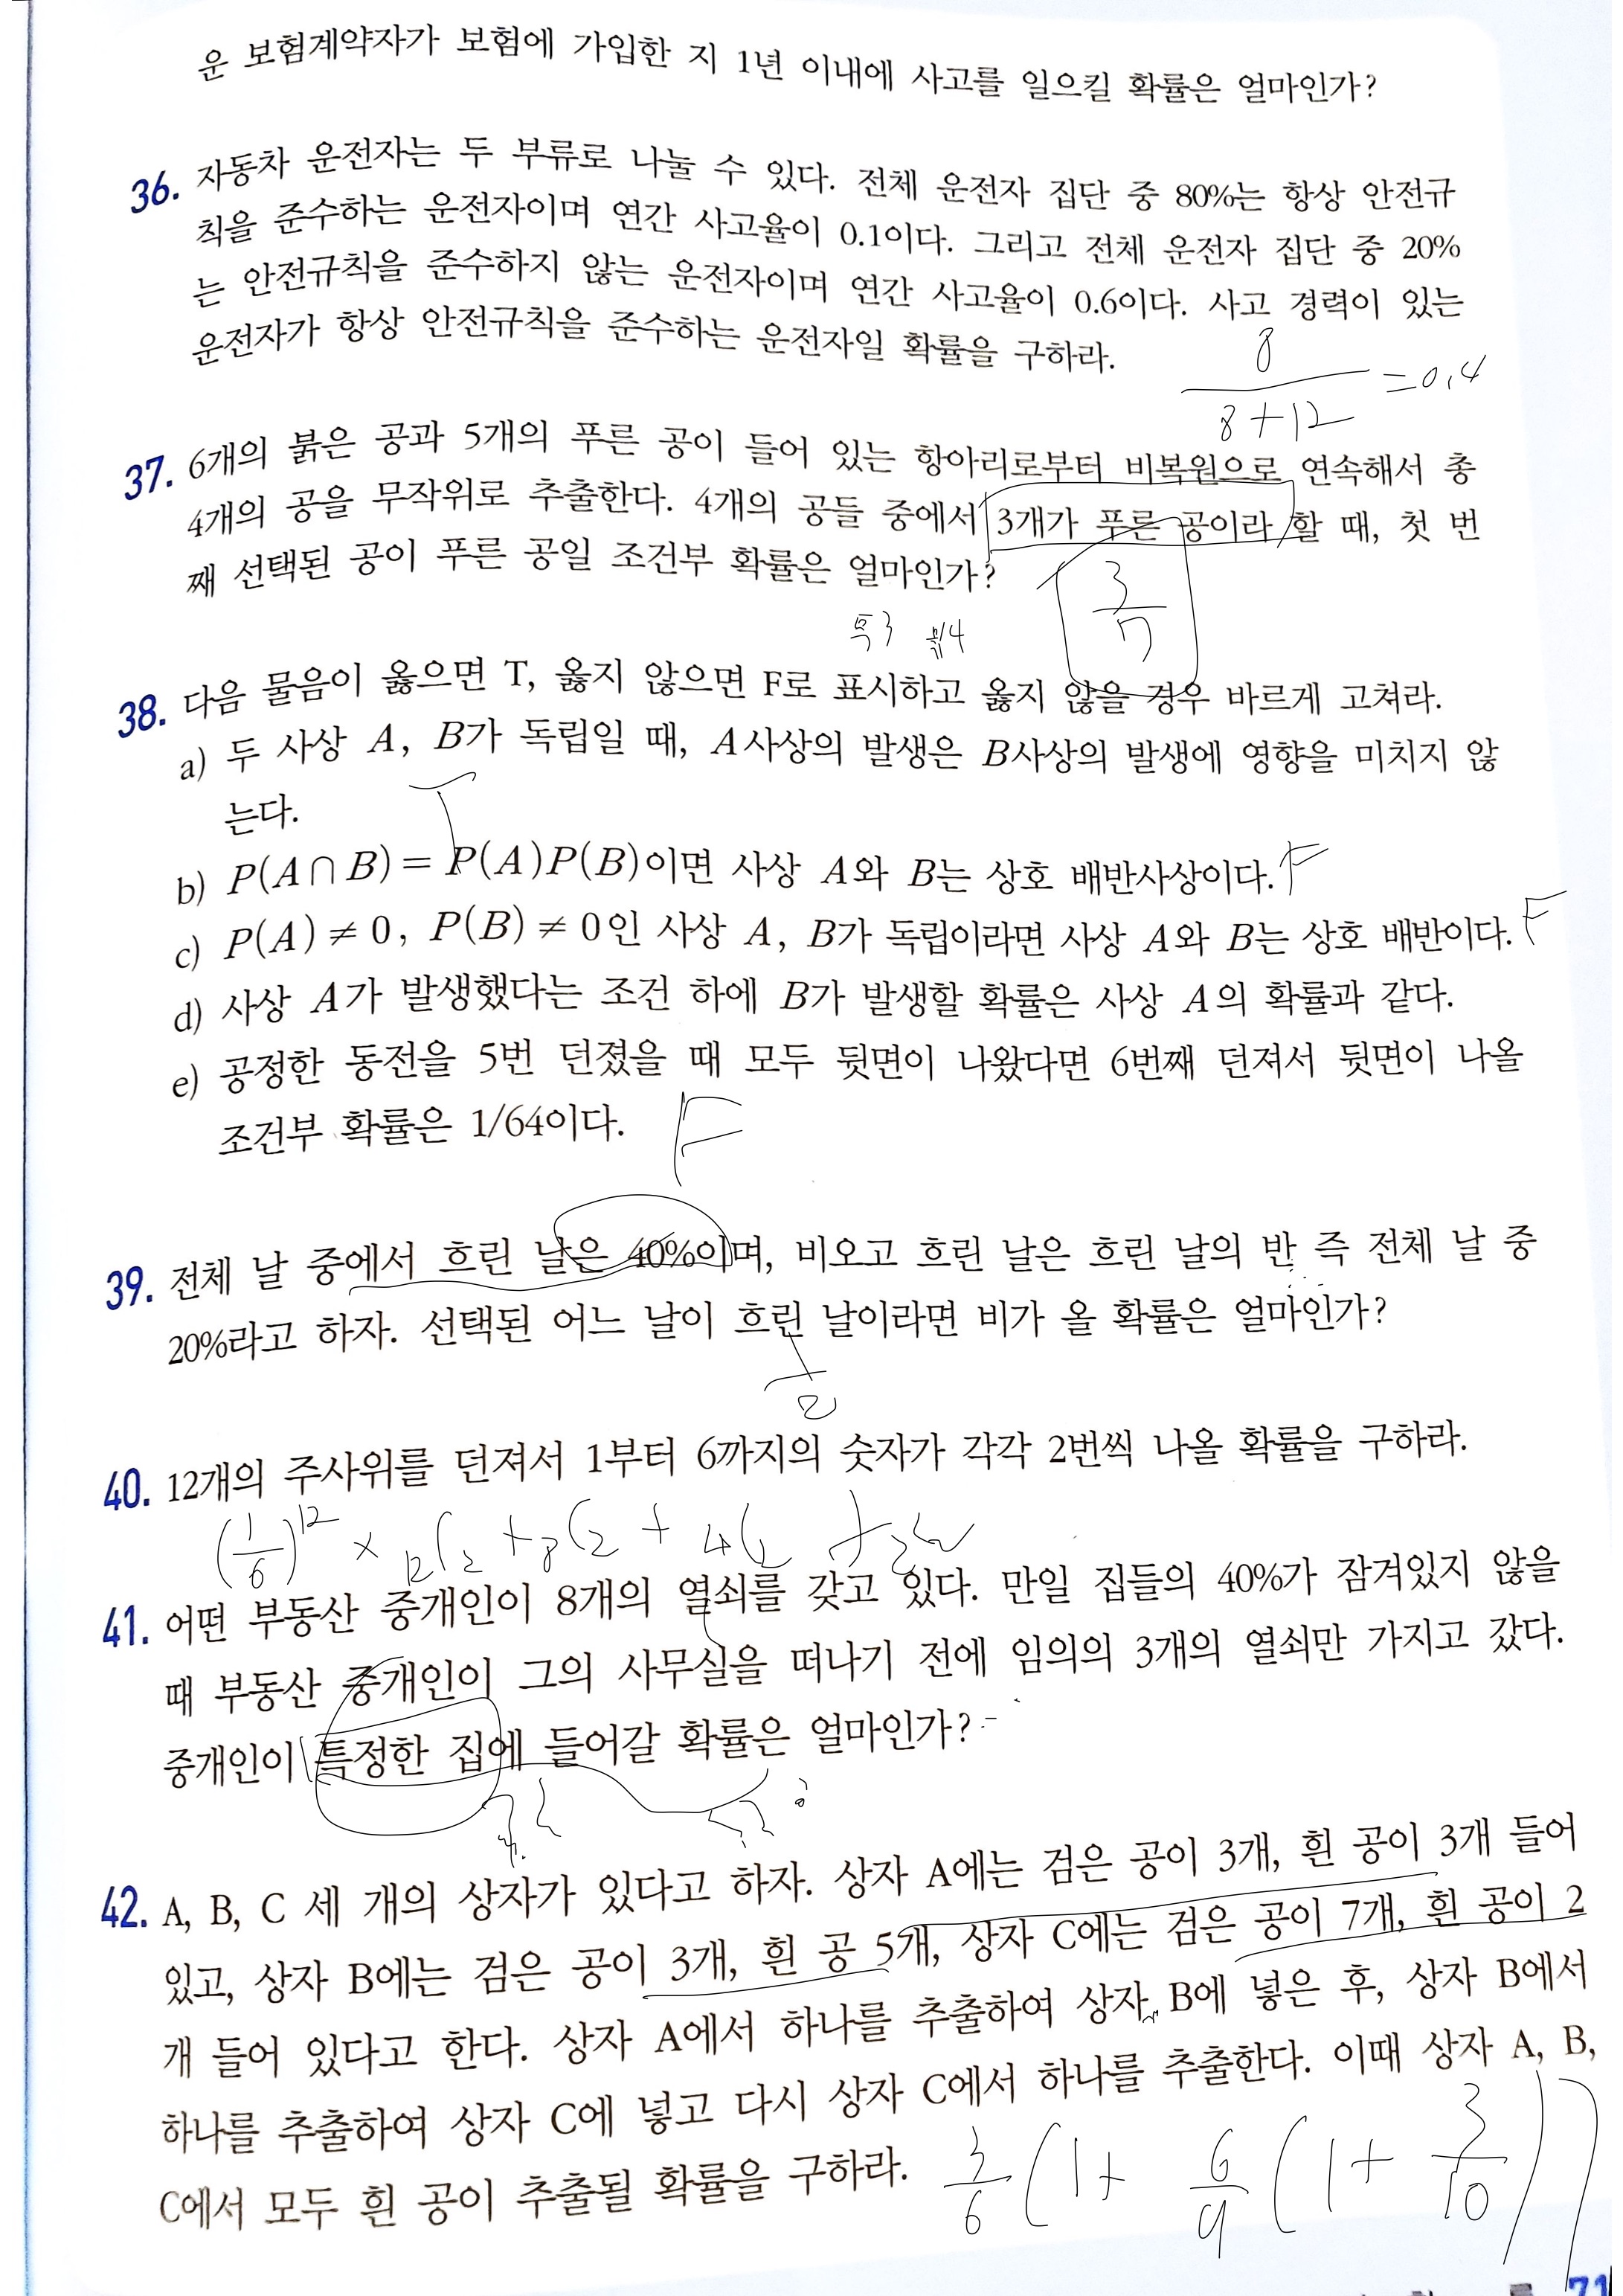 운 보험계약자가 보험에 가입한 지 1년 이내에 사고를 일으킬 확률은 얼마인가?
36. 자동차 운전자는 두 부류로 나눌 수 있다. 전체 운전자 집단 중 80%는 항상 안전규
칙을 준수하는 운전자이며 연간 사고율이 0.1이다. 그리고 전체 운전자 집단 중 20%
는 안전규칙을 준수하지 않는 운전자이며 연간 사고율이 0.6이다. 사고 경력이 있는
운전자가 항상 안전규칙을 준수하는 운전자일 확률을 구하라.
8
8+12 =0.4
37. 6개의 붉은 공과 5개의 푸른 공이 들어 있는 항아리로부터 비복원으로 연속해서 총
4개의 공을 무작위로 추출한다. 4개의 공들 중에서 3개가 푸른 공이라 할 때, 첫 번
째 선택된 공이 푸른 공일 조건부 확률은 얼마인가?
3
7
38. 다음 물음이 옳으면 T, 옳지 않으면 F로 표시하고 옳지 않을 경우 바르게 고쳐라.
a) 두 사상 A, B가 독립일 때, A사상의 발생은 B사상의 발생에 영향을 미치지 않
는다. T
b) P(A∩B)=P(A)P(B)이면 사상 A와 B는 상호 배반사상이다. F
c) P(A)≠0, P(B)≠0인 사상 A, B가 독립이라면 사상 A와 B는 상호 배반이다. F
d) 사상 A가 발생했다는 조건 하에 B가 발생할 확률은 사상 A의 확률과 같다.
e) 공정한 동전을 5번 던졌을 때 모두 뒷면이 나왔다면 6번째 던져서 뒷면이 나올
조건부 확률은 1/64이다. F
39. 전체 날 중에서 흐린 날은 40%이며, 비오고 흐린 날은 흐린 날의 반 즉 전체 날 중
20%라고 하자. 선택된 어느 날이 흐린 날이라면 비가 올 확률은 얼마인가?
1
2
40. 12개의 주사위를 던져서 1부터 6까지의 숫자가 각각 2번씩 나올 확률을 구하라.
(1/6)^12 × 12C2 + 8C2 +
41. 어떤 부동산 중개인이 8개의 열쇠를 갖고 있다. 만일 집들의 40%가 잠겨있지 않을
때 부동산 중개인이 그의 사무실을 떠나기 전에 임의의 3개의 열쇠만 가지고 갔다.
중개인이 특정한 집에 들어갈 확률은 얼마인가?
42. A, B, C 세 개의 상자가 있다고 하자. 상자 A에는 검은 공이 3개, 흰 공이 3개 들어
있고, 상자 B에는 검은 공이 3개, 흰 공 5개, 상자 C에는 검은 공이 7개, 흰 공이 2
개 들어 있다고 한다. 상자 A에서 하나를 추출하여 상자 B에 넣은 후, 상자 B에서
하나를 추출하여 상자 C에 넣고 다시 상자 C에서 하나를 추출한다. 이때 상자 A, B,
C에서 모두 흰 공이 추출될 확률을 구하라.
3/6 (1+ 6/9 (1+ 3/10))
71